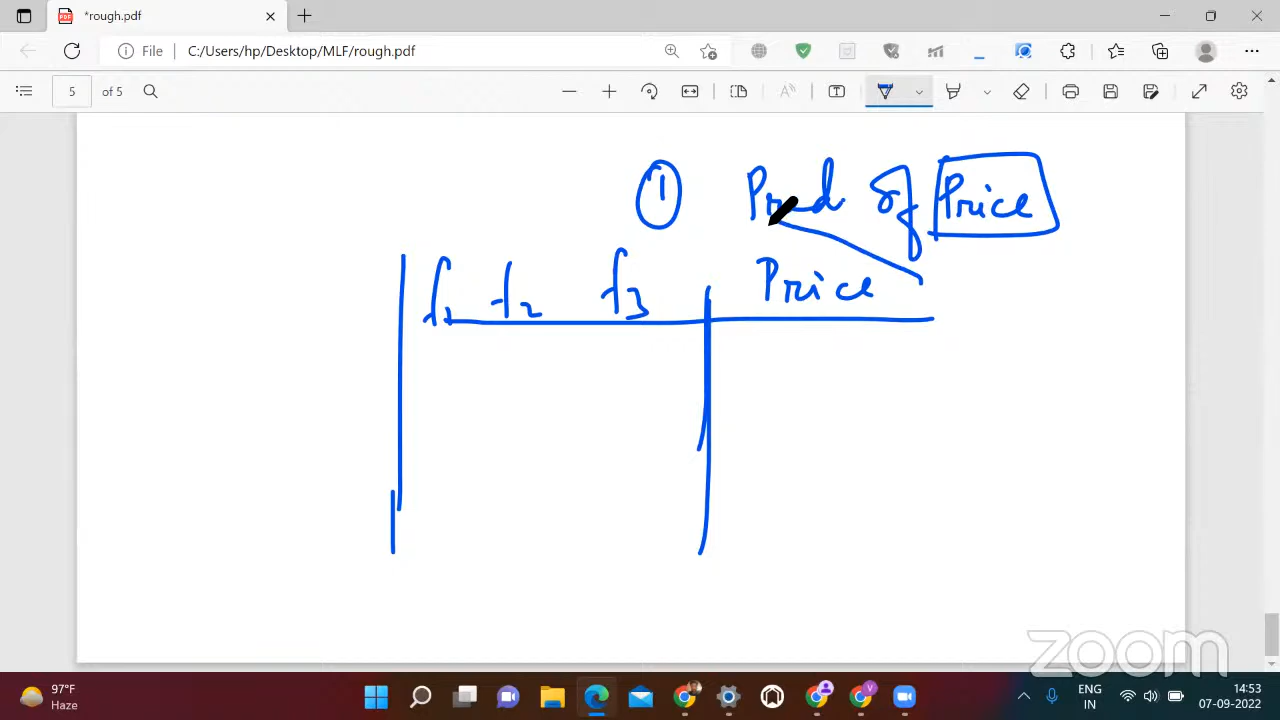 *rough.pdf
File C:/Users/hp/Desktop/MLF/rough.pdf
5 of 5
① Pred of Price
f1 f2 f3 Price
zoom
97°F
Haze
ENG
IN
14:53
07-09-2022